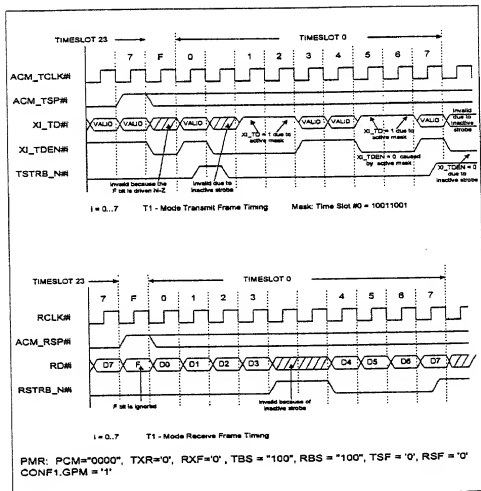 TIMESLOT 23
TIMESLOT 0
7 F 0 1 2 3 4 5 6 7
ACM_TCLK#i
ACM_TSP#i
XI_TD#i
VALID VALID VALID VALID VALID VALID
Invalid due to inactive strobe
XI_TD = 1 due to active mask
XI_TD = 1 due to active mask
XI_TDEN#i
XI_TDEN = 0 caused by active mask
TSTRB_N#i
XI_TDEN = 0 due to inactive strobe
Invalid because the F bit is driven Hi-Z
Invalid due to inactive strobe
i = 0...7 T1 - Mode Transmit Frame Timing Mask: Time Slot #0 = 10011001
TIMESLOT 23
TIMESLOT 0
7 F 0 1 2 3 4 5 6 7
RCLK#i
ACM_RSP#i
RD#i
D7 F D0 D1 D2 D3 D4 D5 D6 D7
RSTRB_N#i
F bit is ignored
Invalid because of inactive strobe
i = 0..7 T1 - Mode Receive Frame Timing
PMR: PCM="0000", TXR='0', RXF='0' , TBS = "100", RBS = "100", TSF = '0', RSF = '0'
CONF1.GPM = '1'